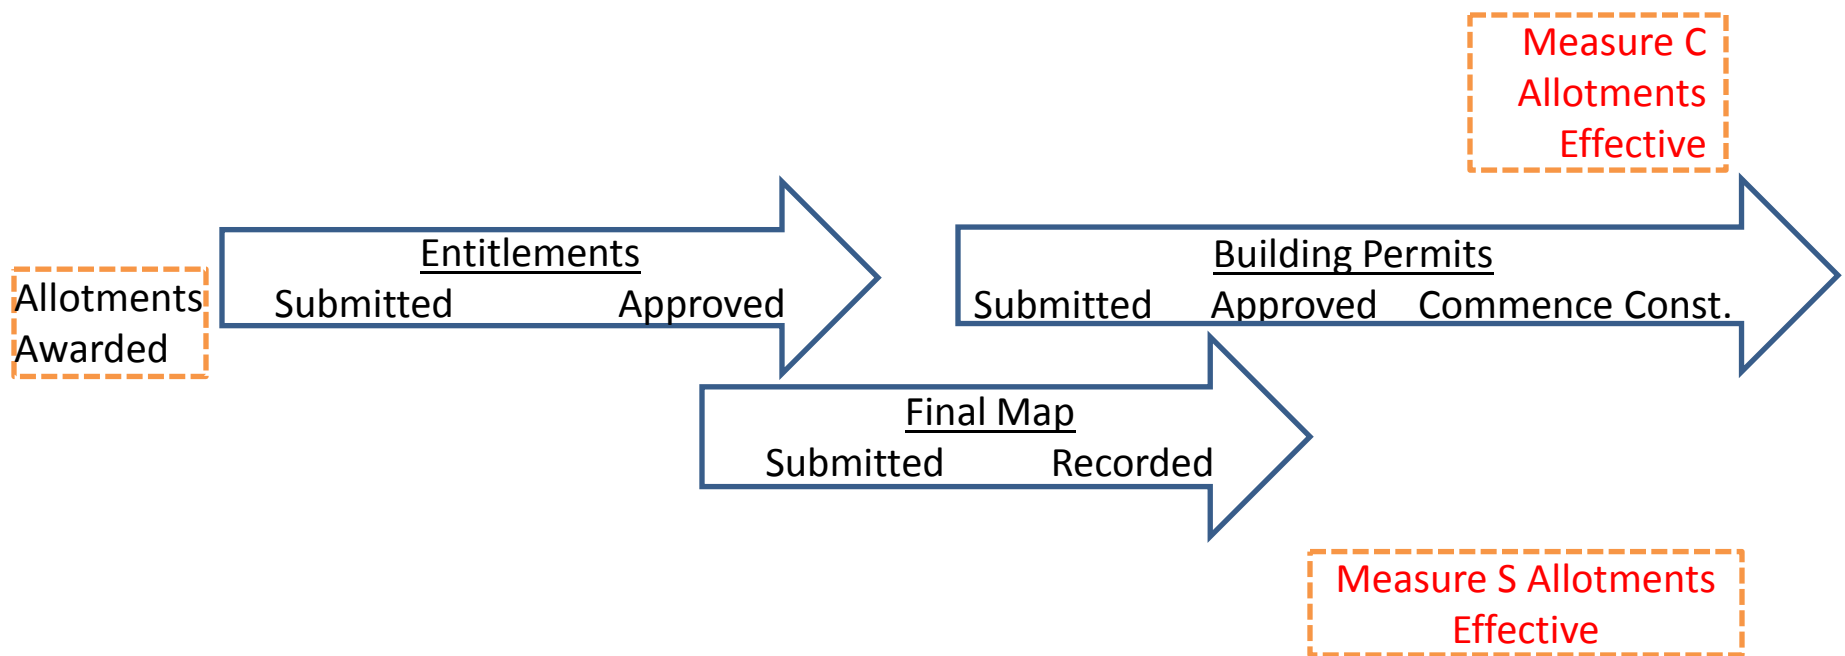 Measure C
Allotments
Effective
Allotments
Awarded
Entitlements
Submitted Approved
Building Permits
Submitted Approved Commence Const.
Final Map
Submitted Recorded
Measure S Allotments
Effective